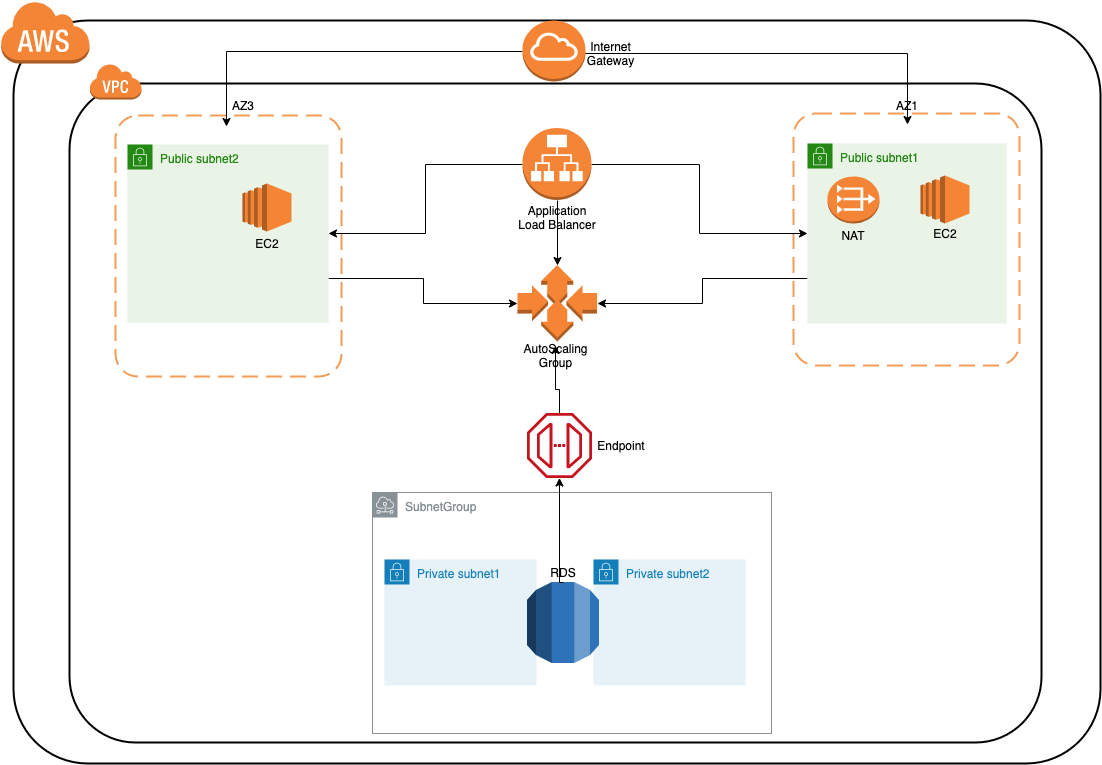 AWS
Internet
Gateway
VPC
AZ3
AZ1
Public subnet2
Public subnet1
EC2
NAT
EC2
Application
Load Balancer
AutoScaling
Group
Endpoint
SubnetGroup
Private subnet1
RDS
Private subnet2